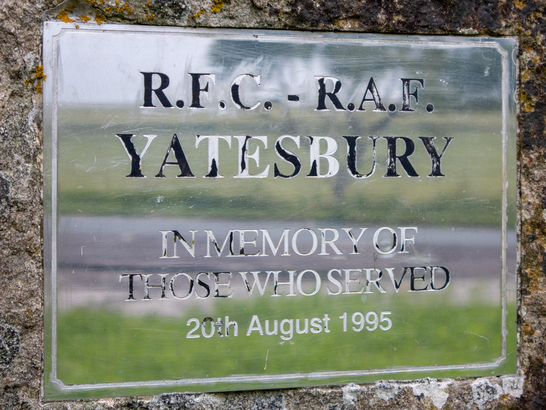 R.F.C. - R.A.F.
YATESBURY
IN MEMORY OF
THOSE WHO SERVED
20th August 1995